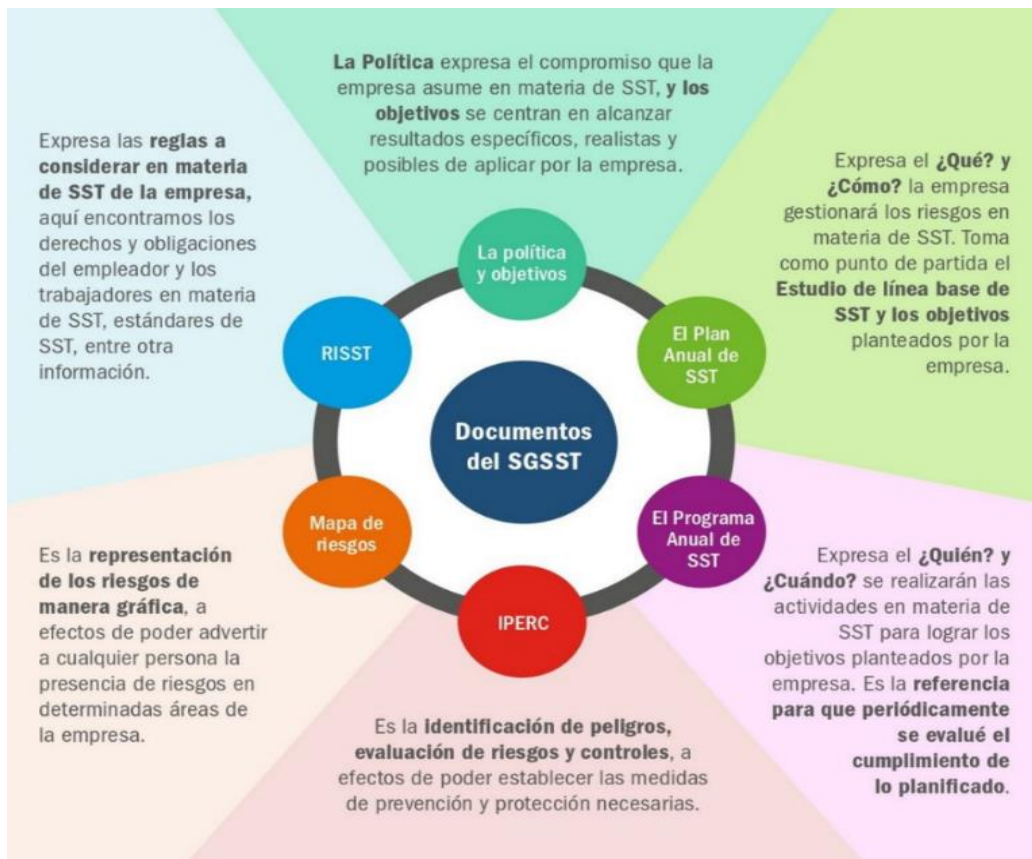 La Política expresa el compromiso que la
empresa asume en materia de SST, y los
objetivos se centran en alcanzar
resultados específicos, realistas y
posibles de aplicar por la empresa.
Expresa las reglas a
considerar en materia
de SST de la empresa,
aquí encontramos los
derechos y obligaciones
del empleador y los
trabajadores en materia
de SST, estándares de
SST, entre otra
información.
Expresa el ¿Qué? y
¿Cómo? la empresa
gestionará los riesgos en
materia de SST. Toma
como punto de partida el
Estudio de línea base de
SST y los objetivos
planteados por la
empresa.
La política
y objetivos
RISST
El Plan
Anual de
SST
Documentos
del SGSST
Mapa de
riesgos
El Programa
Anual de
SST
IPERC
Es la representación
de los riesgos de
manera gráfica, a
efectos de poder advertir
a cualquier persona la
presencia de riesgos en
determinadas áreas de
la empresa.
Expresa el ¿Quién? y
¿Cuándo? se realizarán las
actividades en materia de
SST para lograr los
objetivos planteados por la
empresa. Es la referencia
para que periódicamente
se evalué el
cumplimiento de
lo planificado.
Es la identificación de peligros,
evaluación de riesgos y controles, a
efectos de poder establecer las medidas
de prevención y protección necesarias.